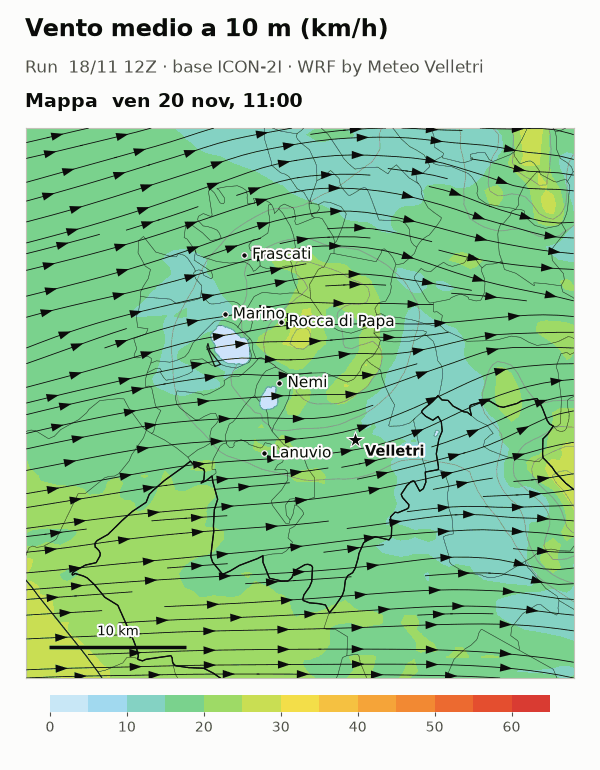 Vento medio a 10 m (km/h)
Run  18/11 12Z · base ICON-2I · WRF by Meteo Velletri
Mappa  ven 20 nov, 11:00
Frascati
Marino
Rocca di Papa
Nemi
Velletri
Lanuvio
10 km
0 10 20 30 40 50 60